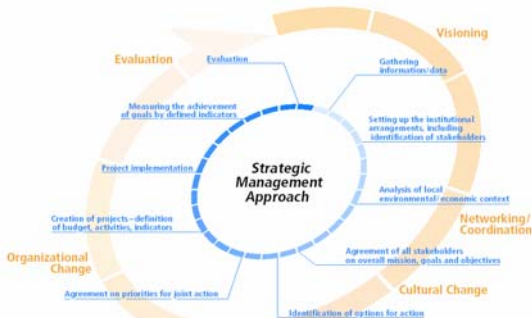 Visioning
Evaluation
Evaluation
Gathering
information/data
Measuring the achievement
of goals by defined indicators
Setting up the institutional
arrangements, including
identification of stakeholders
Project implementation
Strategic
Management
Approach
Analysis of local
environmental/economic context
Creation of projects–definition
of budget, activities, indicators
Networking/
Coordination
Agreement of all stakeholders
on overall mission, goals and objectives
Organizational
Change
Cultural Change
Agreement on priorities for joint action
Identification of options for action